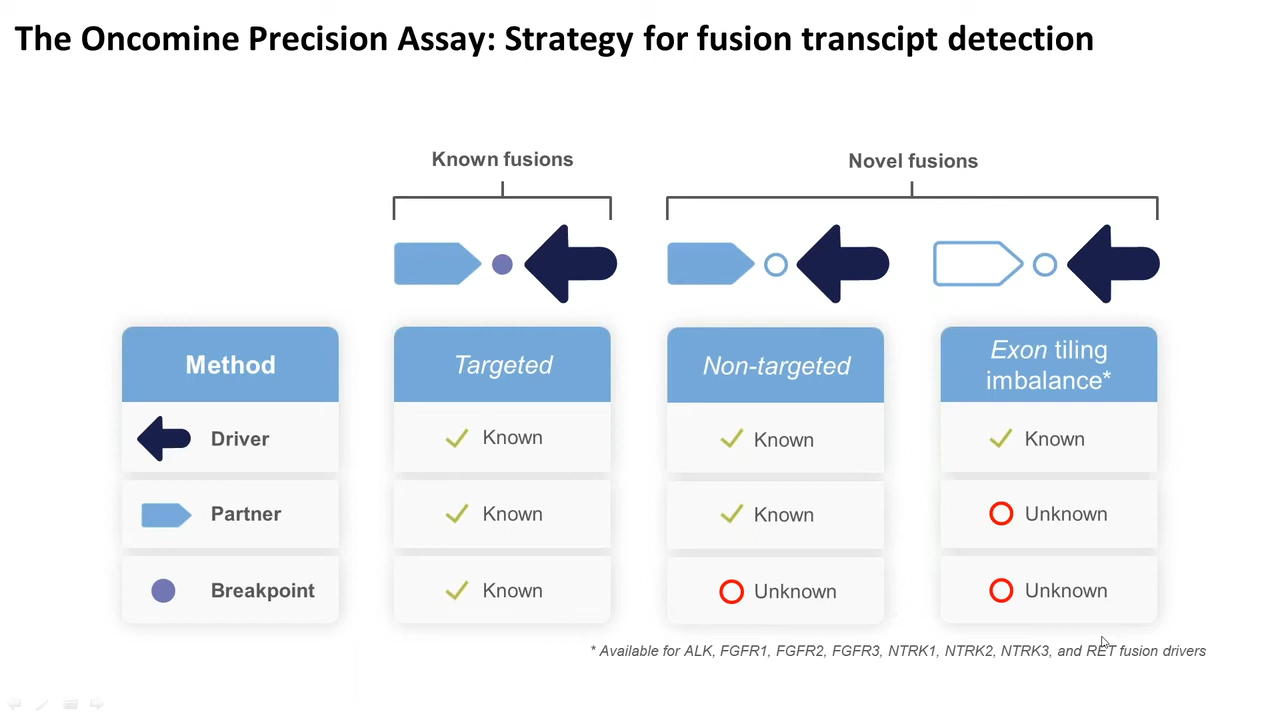 The Oncomine Precision Assay: Strategy for fusion transcipt detection
Known fusions
Novel fusions
Method
Targeted
Non-targeted
Exon tiling
imbalance*
Driver
Known
Known
Known
Partner
Known
Known
Unknown
Breakpoint
Known
Unknown
Unknown
* Available for ALK, FGFR1, FGFR2, FGFR3, NTRK1, NTRK2, NTRK3, and RET fusion drivers